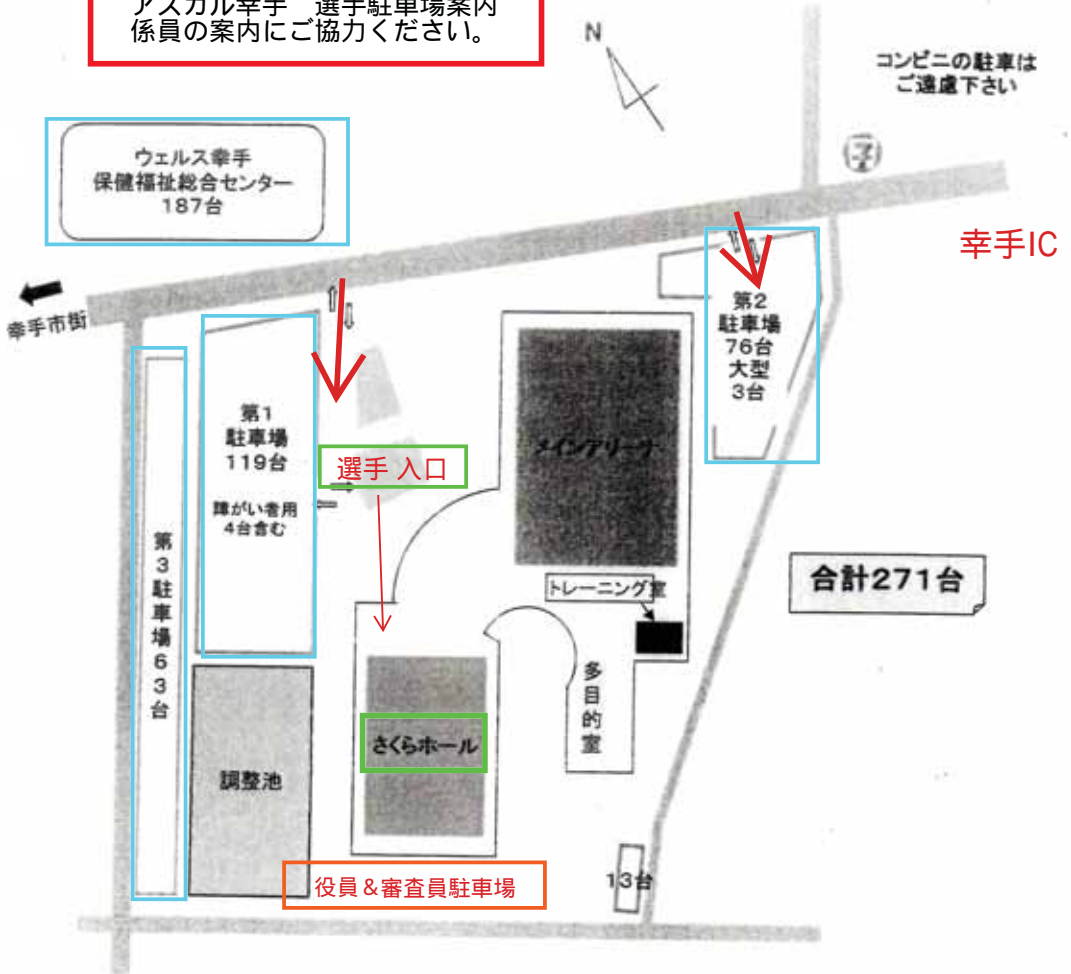 アスカル幸手 選手駐車場案内
係員の案内にご協力ください。
N
コンビニの駐車は
ご遠慮下さい
ウェルス幸手
保健福祉総合センター
187台
幸手IC
幸手市街
第2
駐車場
76台
大型
3台
第1
駐車場
119台
障がい者用
4台含む
メインアリーナ
選手 入口
第3駐車場63台
トレーニング室
合計271台
多目的室
さくらホール
調整池
役員&審査員駐車場
13台